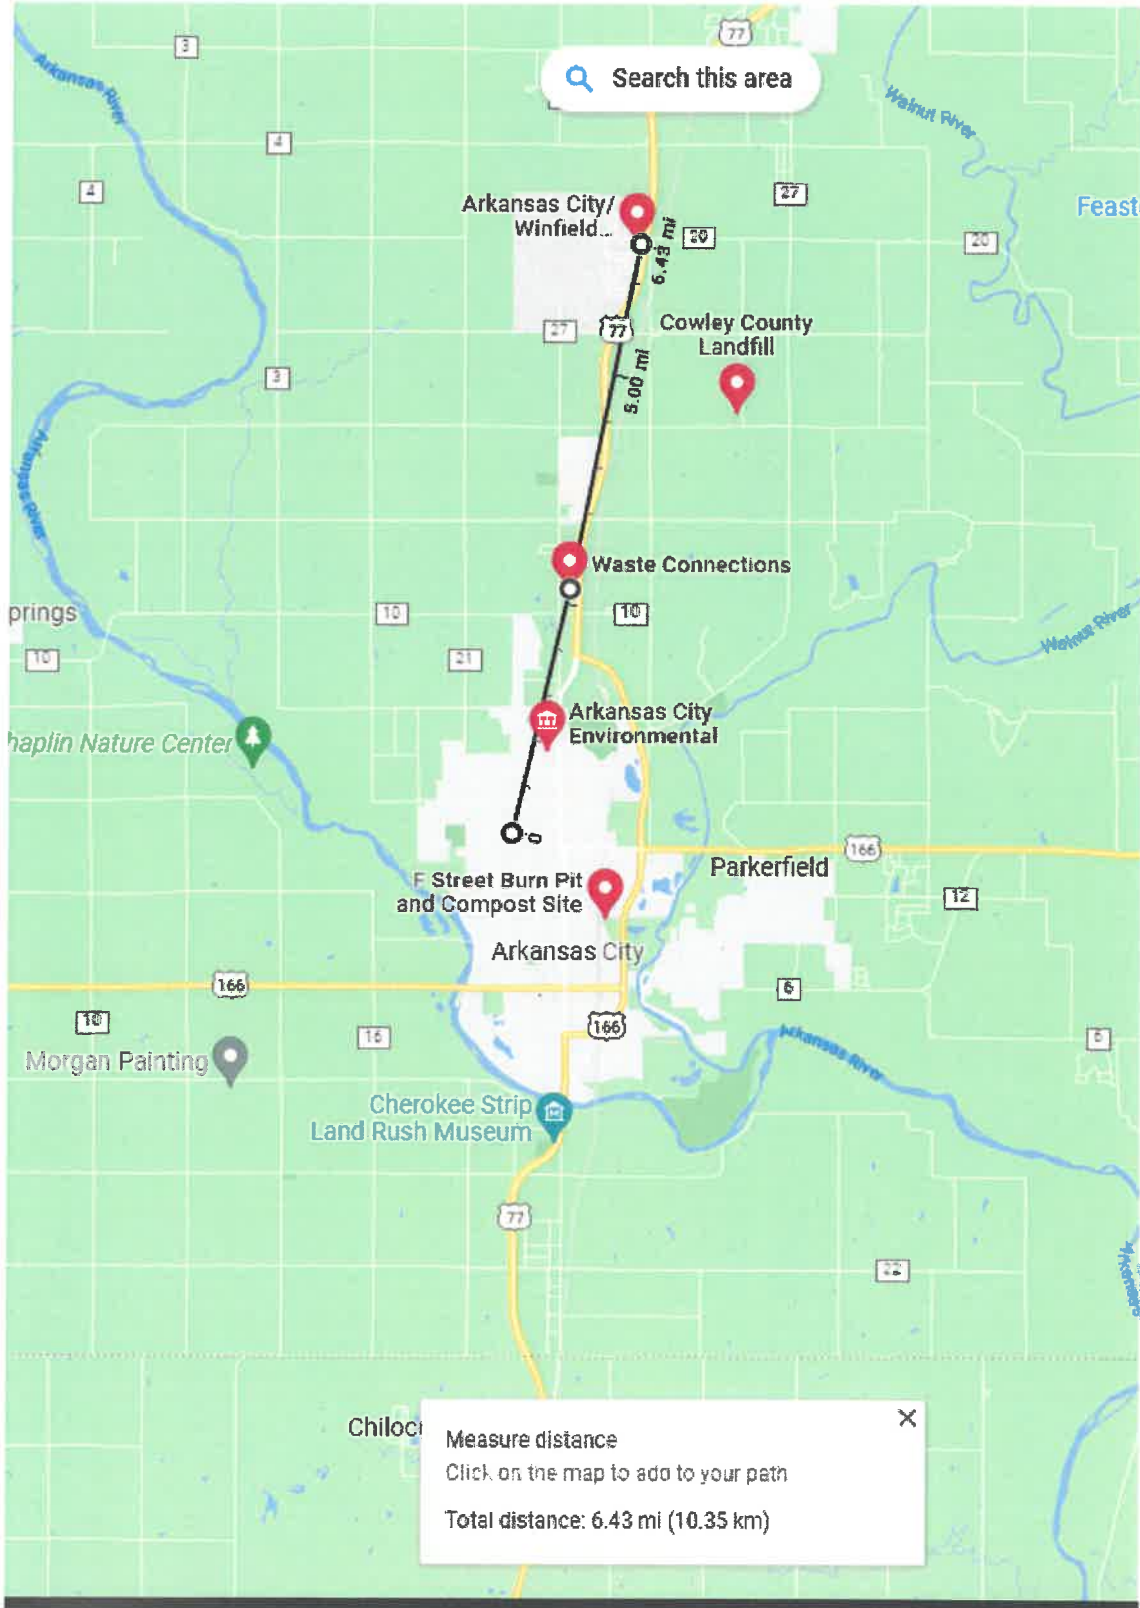 77
3
Search this area
Arkansas River
Walnut River
4
4
27
Arkansas City/
Winfield...
Feast
6.43 mi
20
20
27
77
Cowley County
Landfill
5.00 mi
3
Arkansas River
Waste Connections
prings
10
10
Walnut River
10
21
Arkansas City
Environmental
haplin Nature Center
0
166
Parkerfield
F Street Burn Pit
and Compost Site
12
Arkansas City
166
6
10
16
166
6
Morgan Painting
Arkansas River
Cherokee Strip
Land Rush Museum
77
22
Arkansas
Chiloc
Measure distance
Click on the map to add to your path
Total distance: 6.43 mi (10.35 km)